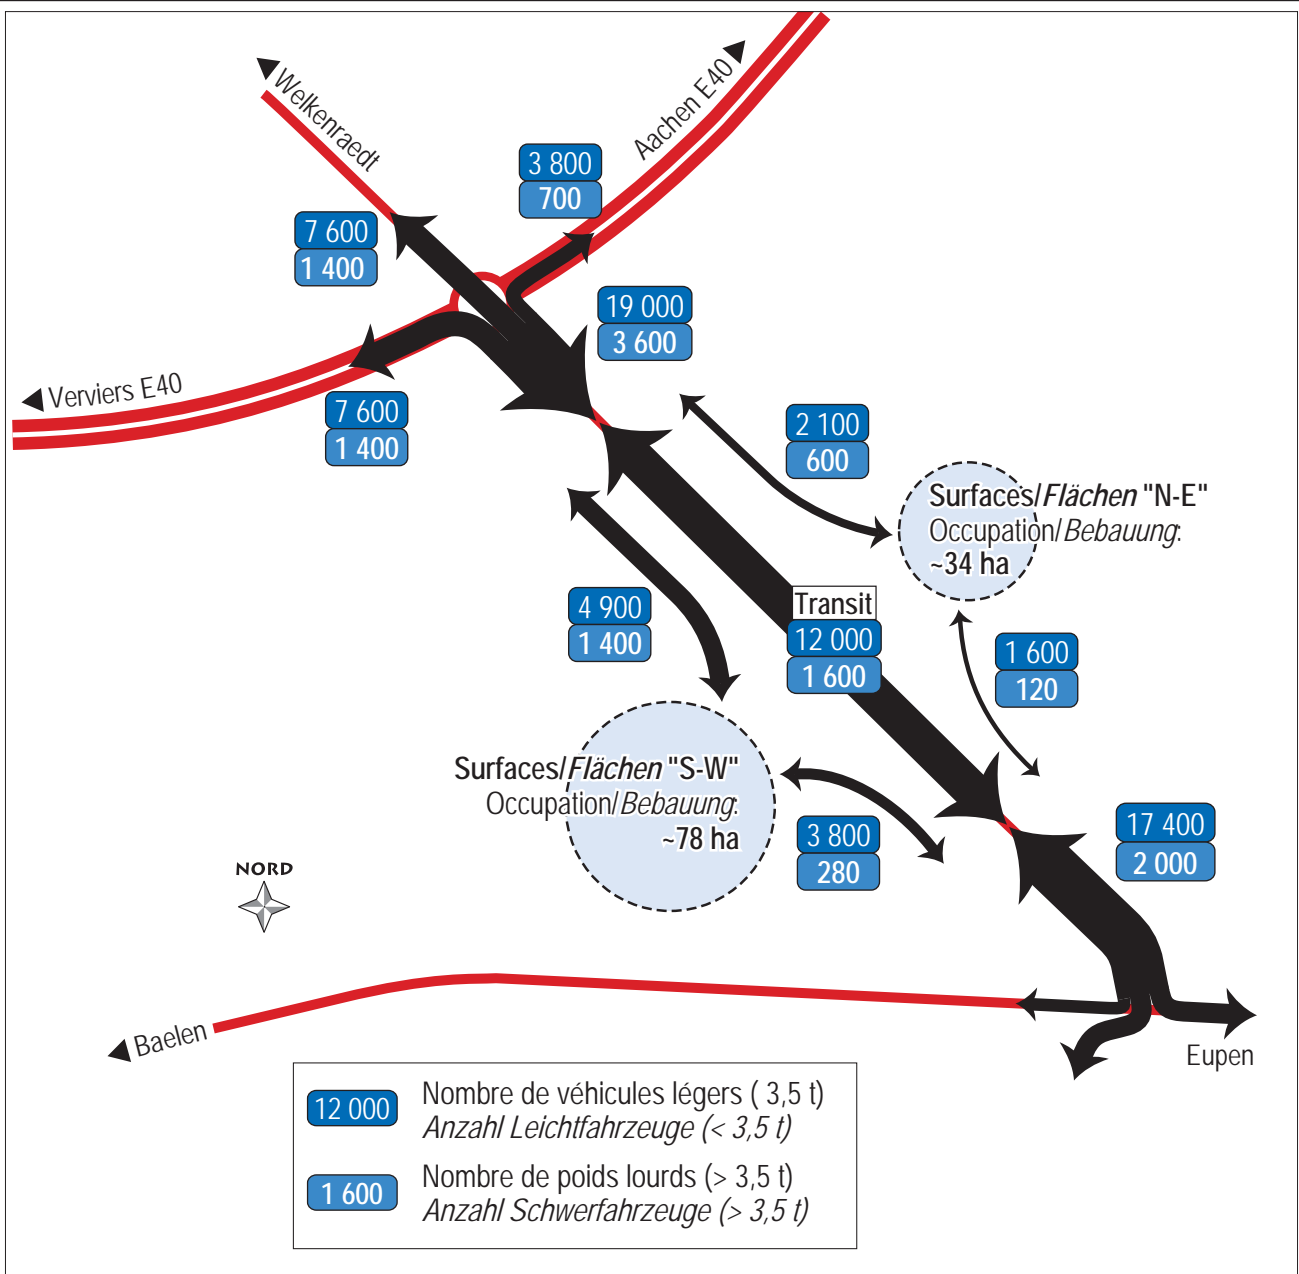 Welkenraedt
Aachen E40
3 800
700
7 600
1 400
19 000
3 600
Verviers E40
7 600
1 400
2 100
600
Surfaces/Flächen "N-E"
Occupation/Bebauung:
~34 ha
4 900
1 400
Transit
12 000
1 600
1 600
120
Surfaces/Flächen "S-W"
Occupation/Bebauung:
~78 ha
3 800
280
17 400
2 000
NORD
Baelen
Eupen
12 000
Nombre de véhicules légers ( 3,5 t)
Anzahl Leichtfahrzeuge (< 3,5 t)
1 600
Nombre de poids lourds (> 3,5 t)
Anzahl Schwerfahrzeuge (> 3,5 t)